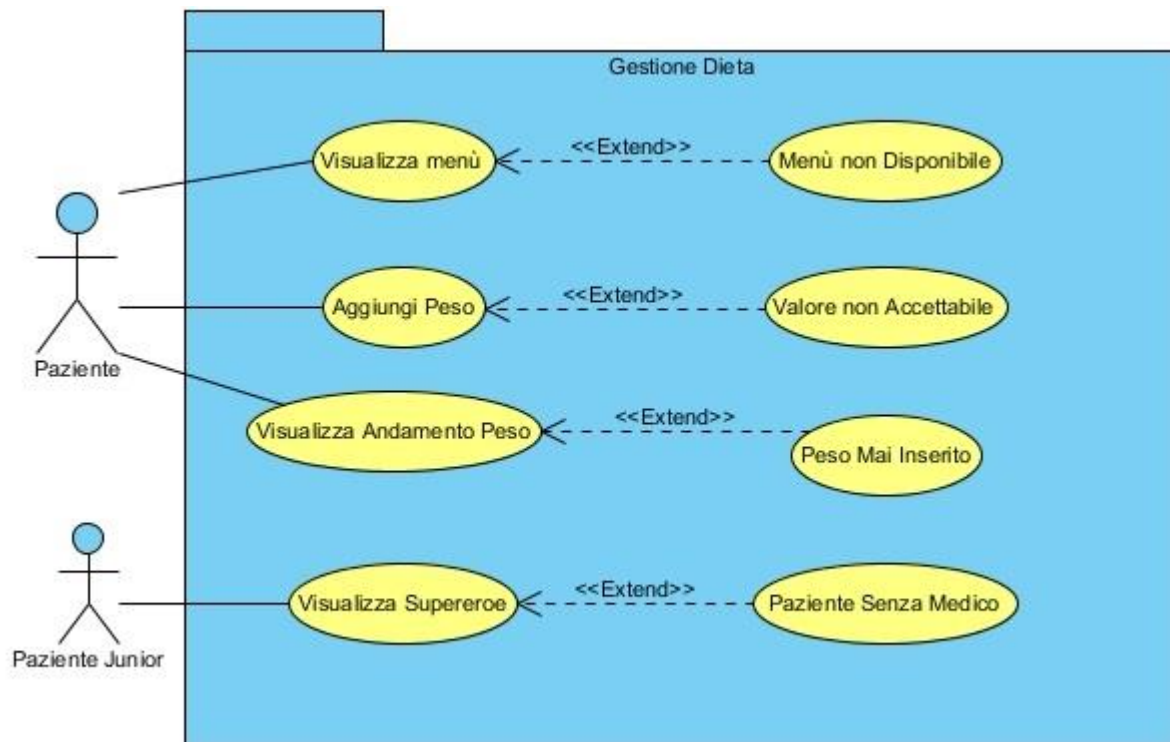 Gestione Dieta
Visualizza menù
<<Extend>>
Menù non Disponibile
Aggiungi Peso
<<Extend>>
Valore non Accettabile
Paziente
Visualizza Andamento Peso
<<Extend>>
Peso Mai Inserito
Visualizza Supereroe
<<Extend>>
Paziente Senza Medico
Paziente Junior